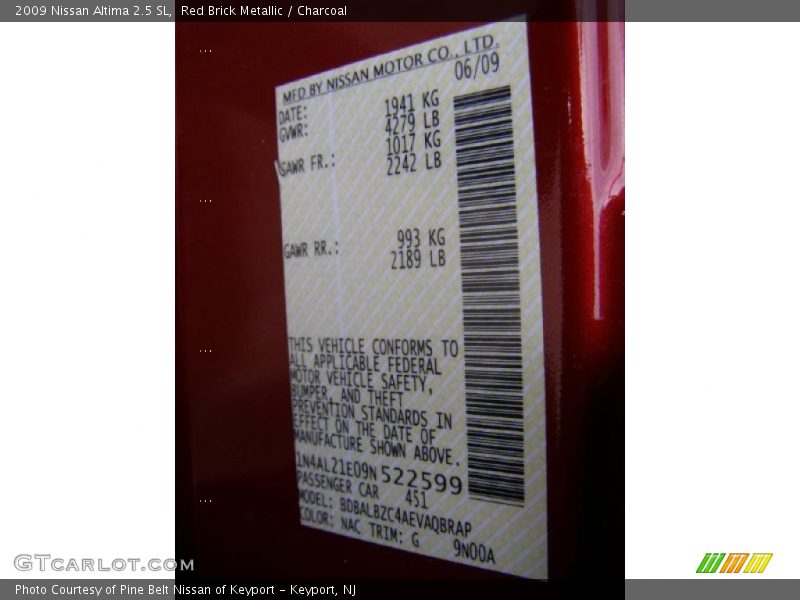 2009 Nissan Altima 2.5 SL, Red Brick Metallic / Charcoal
MFD BY NISSAN MOTOR CO., LTD.
DATE: 06/09
GVWR: 1941 KG
4279 LB
GAWR FR.: 1017 KG
2242 LB
GAWR RR.: 993 KG
2189 LB
THIS VEHICLE CONFORMS TO
ALL APPLICABLE FEDERAL
MOTOR VEHICLE SAFETY,
BUMPER, AND THEFT
PREVENTION STANDARDS IN
EFFECT ON THE DATE OF
MANUFACTURE SHOWN ABOVE.
1N4AL21E09N522599
PASSENGER CAR 451
MODEL: BDBALBZC4AEVAQBRAP
COLOR: NAC TRIM: G 9N00A
GTCARLOT.COM
Photo Courtesy of Pine Belt Nissan of Keyport – Keyport, NJ